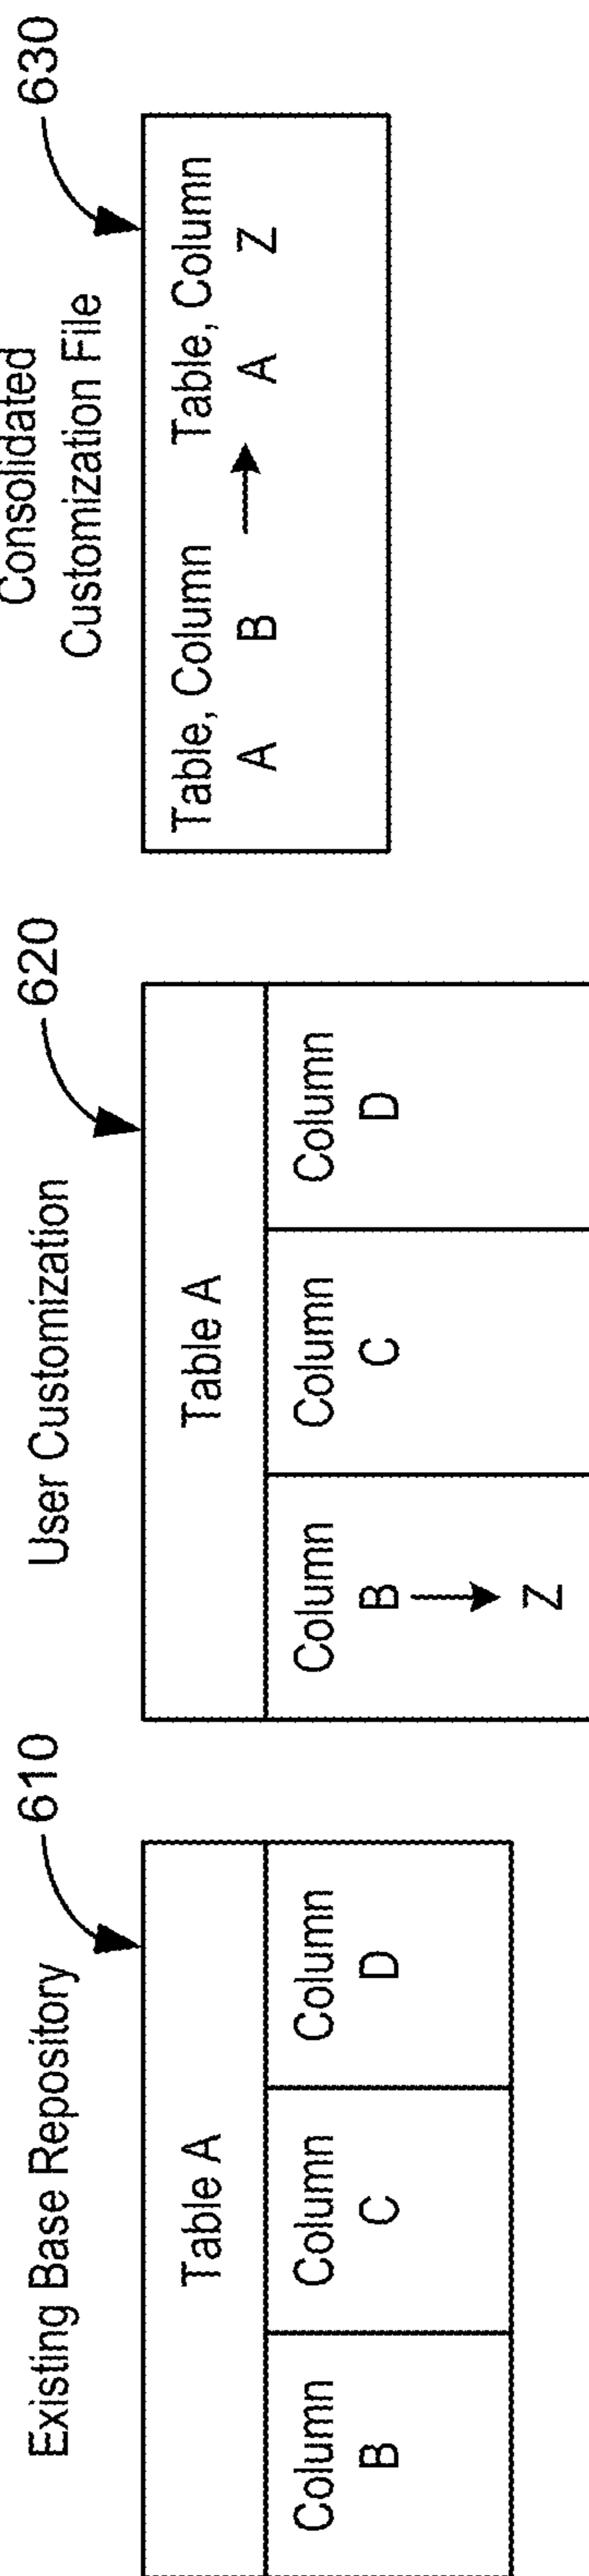 Existing Base Repository
610
Table A
Column
B
Column
C
Column
D
User Customization
620
Table A
Column
B
Z
Column
C
Column
D
Consolidated
Customization File
630
Table, Column Table, Column
A B A Z